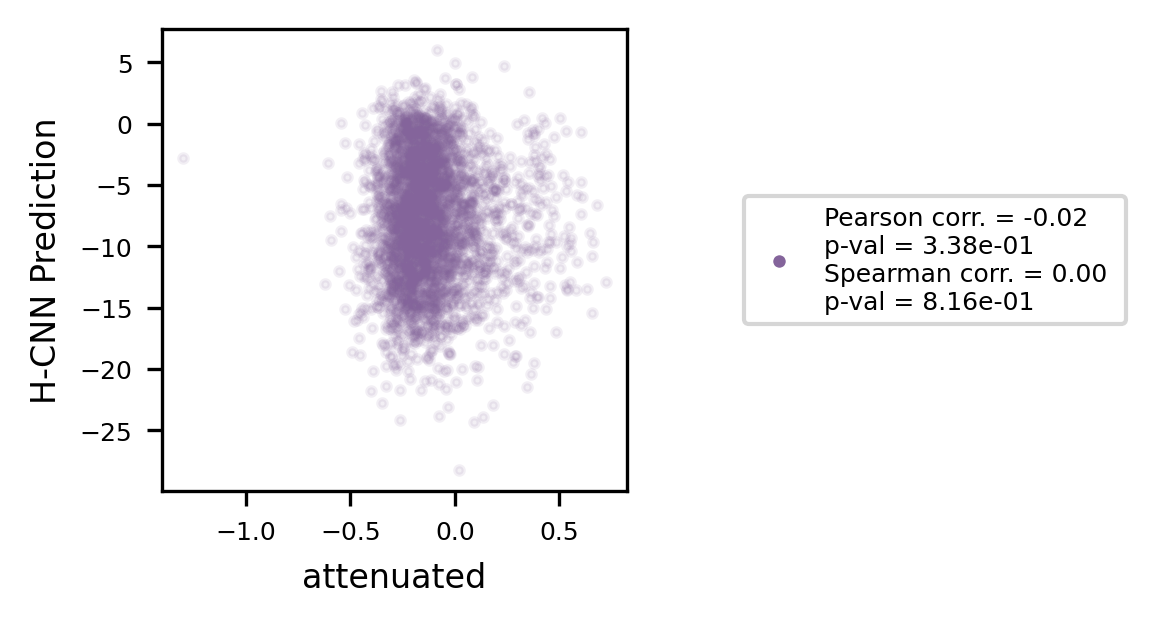 5
0
−5
−10
−15
−20
−25
H-CNN Prediction
−1.0
−0.5
0.0
0.5
attenuated
Pearson corr. = -0.02
p-val = 3.38e-01
Spearman corr. = 0.00
p-val = 8.16e-01